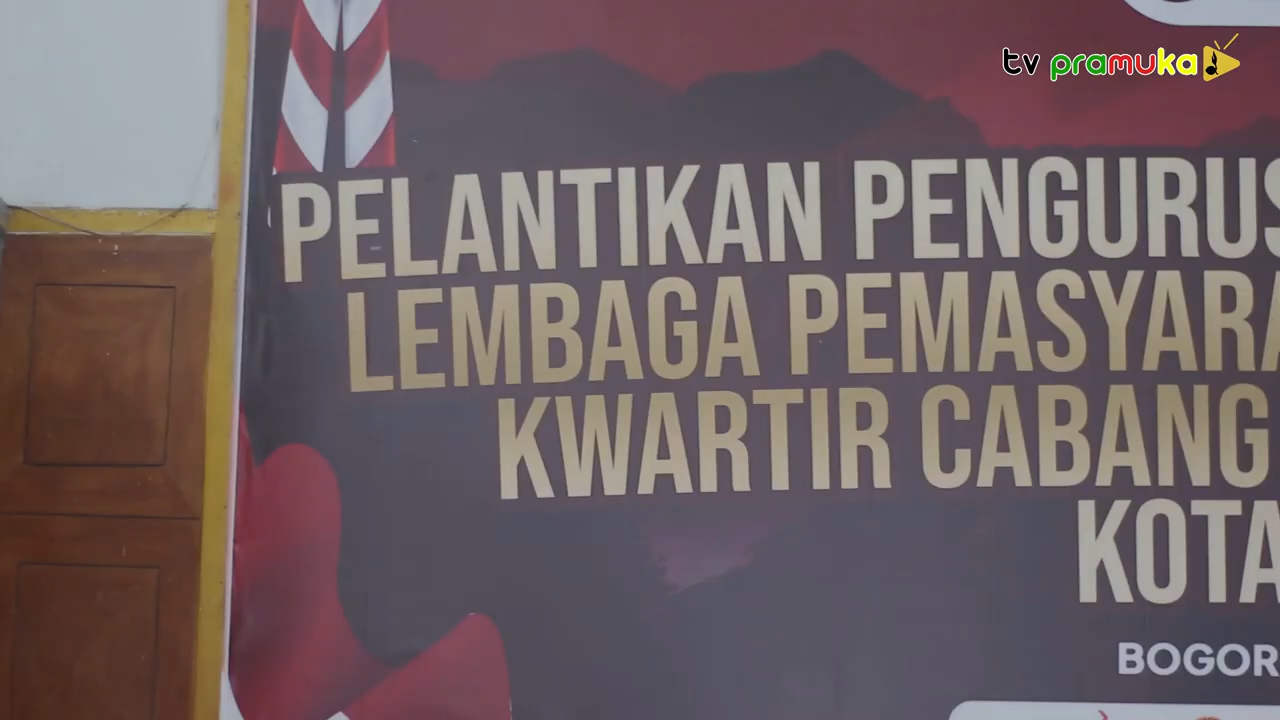 tv pramuka
PELANTIKAN PENGURUS
LEMBAGA PEMASYARA
KWARTIR CABANG
KOTA
BOGOR